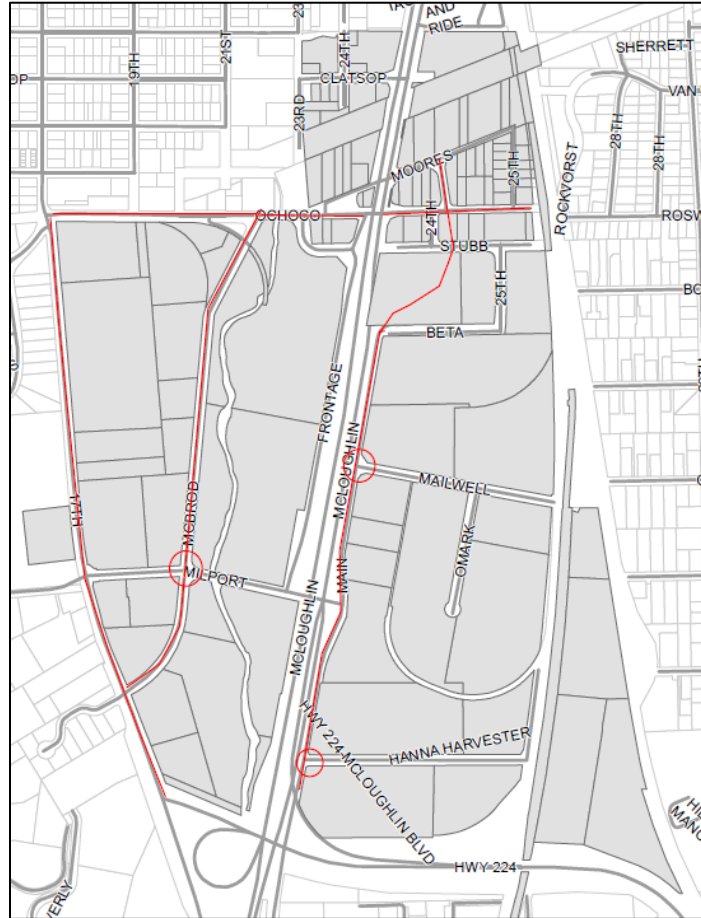 AND
RIDE
23
24TH
21ST
19TH
OP
CLATSOP
23RD
SHERRETT
VAN
28TH
28TH
MOORES
25TH
ROCKVORST
OCHOCO
24TH
ROSW
STUBB
25TH
BO
BETA
FRONTAGE
MCLOUGHLIN
MAILWELL
17TH
MCBROD
OMARK
MILPORT
MAIN
MCLOUGHLIN
HWY 224-MCLOUGHLIN BLVD
HANNA HARVESTER
HWY 224
MANO
VERLY